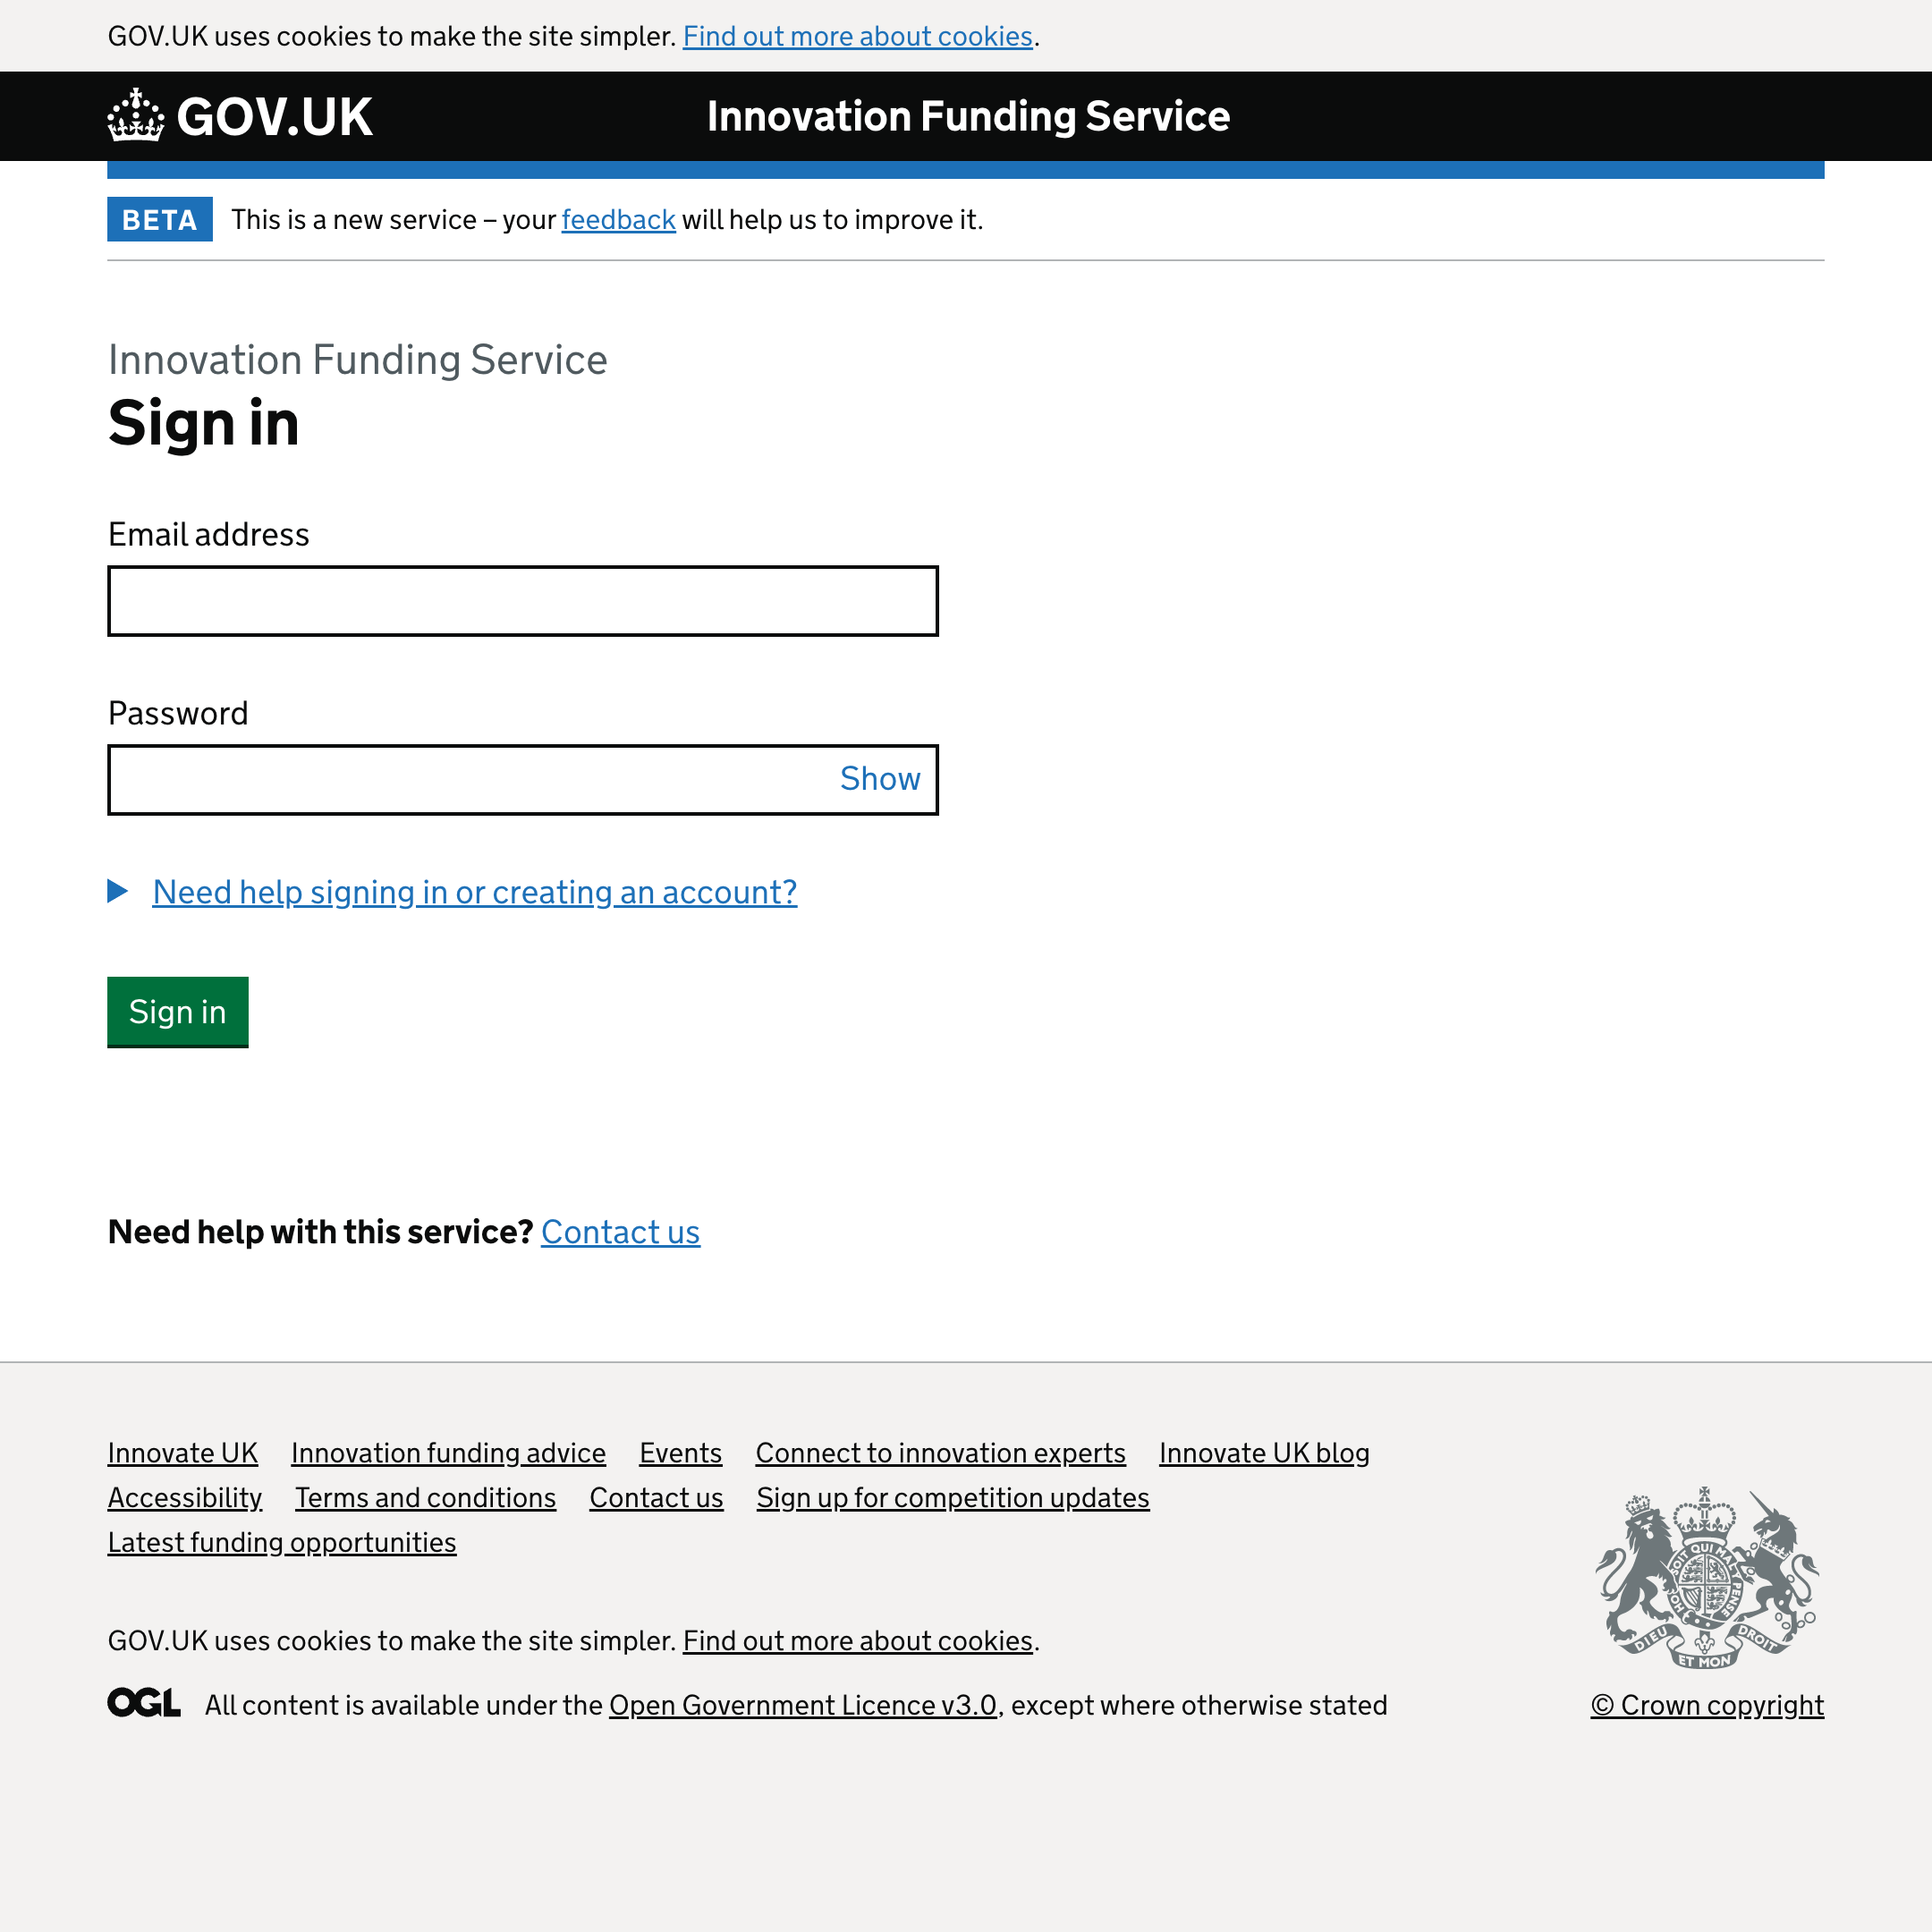 GOV.UK uses cookies to make the site simpler. Find out more about cookies.
GOV.UK
Innovation Funding Service
BETA This is a new service – your feedback will help us to improve it.
Innovation Funding Service
Sign in
Email address
Password
Show
Need help signing in or creating an account?
Sign in
Need help with this service? Contact us
Innovate UK Innovation funding advice Events Connect to innovation experts Innovate UK blog
Accessibility Terms and conditions Contact us Sign up for competition updates
Latest funding opportunities
GOV.UK uses cookies to make the site simpler. Find out more about cookies.
OGL All content is available under the Open Government Licence v3.0, except where otherwise stated
DIEU ET MON DROIT
© Crown copyright